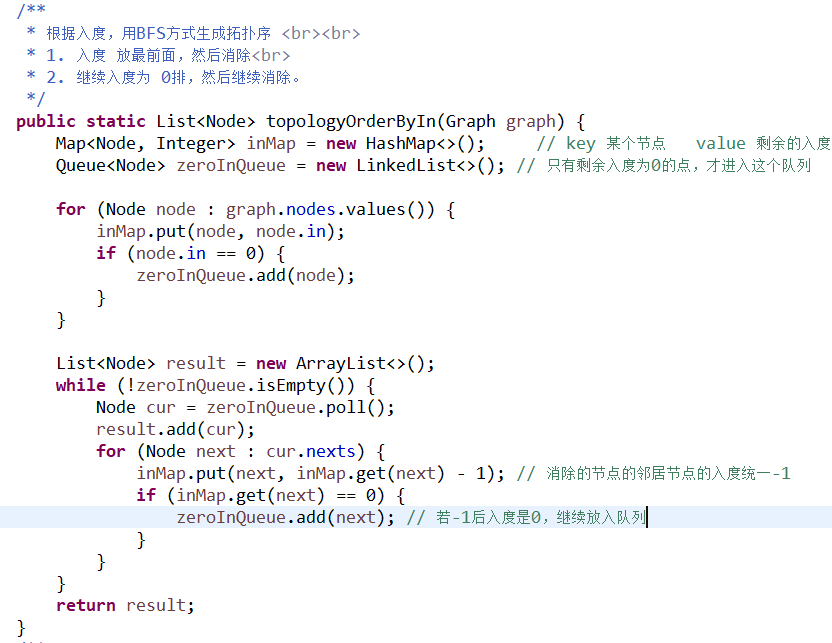 /**
 * 根据入度，用BFS方式生成拓扑序 <br><br>
 * 1. 入度 放最前面，然后消除<br>
 * 2. 继续入度为 0排，然后继续消除。
 */
public static List<Node> topologyOrderByIn(Graph graph) {
    Map<Node, Integer> inMap = new HashMap<>();     // key 某个节点   value 剩余的入度
    Queue<Node> zeroInQueue = new LinkedList<>(); // 只有剩余入度为0的点，才进入这个队列

    for (Node node : graph.nodes.values()) {
        inMap.put(node, node.in);
        if (node.in == 0) {
            zeroInQueue.add(node);
        }
    }

    List<Node> result = new ArrayList<>();
    while (!zeroInQueue.isEmpty()) {
        Node cur = zeroInQueue.poll();
        result.add(cur);
        for (Node next : cur.nexts) {
            inMap.put(next, inMap.get(next) - 1); // 消除的节点的邻居节点的入度统一-1
            if (inMap.get(next) == 0) {
                zeroInQueue.add(next); // 若-1后入度是0，继续放入队列
            }
        }
    }
    return result;
}